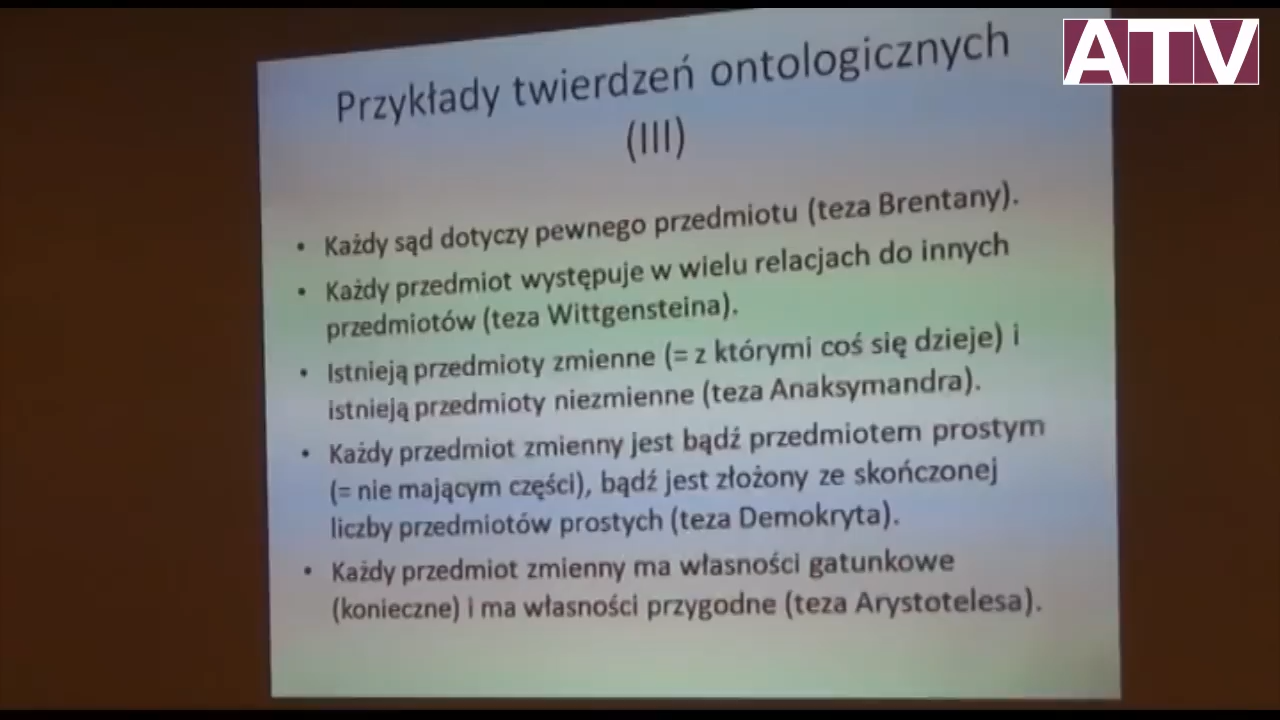 ATV
Przykłady twierdzeń ontologicznych
(III)
• Każdy sąd dotyczy pewnego przedmiotu (teza Brentany).
• Każdy przedmiot występuje w wielu relacjach do innych
przedmiotów (teza Wittgensteina).
• Istnieją przedmioty zmienne (= z którymi coś się dzieje) i
istnieją przedmioty niezmienne (teza Anaksymandra).
• Każdy przedmiot zmienny jest bądź przedmiotem prostym
(= nie mającym części), bądź jest złożony ze skończonej
liczby przedmiotów prostych (teza Demokryta).
• Każdy przedmiot zmienny ma własności gatunkowe
(konieczne) i ma własności przygodne (teza Arystotelesa).